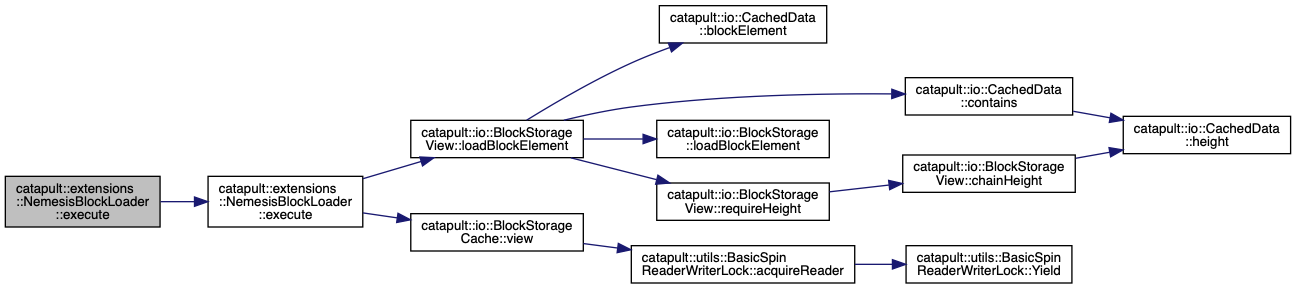 catapult::extensions
::NemesisBlockLoader
::execute
catapult::extensions
::NemesisBlockLoader
::execute
catapult::io::BlockStorage
View::loadBlockElement
catapult::io::CachedData
::blockElement
catapult::io::CachedData
::contains
catapult::io::CachedData
::height
catapult::io::BlockStorage
::loadBlockElement
catapult::io::BlockStorage
View::requireHeight
catapult::io::BlockStorage
View::chainHeight
catapult::io::BlockStorage
Cache::view
catapult::utils::BasicSpin
ReaderWriterLock::acquireReader
catapult::utils::BasicSpin
ReaderWriterLock::Yield